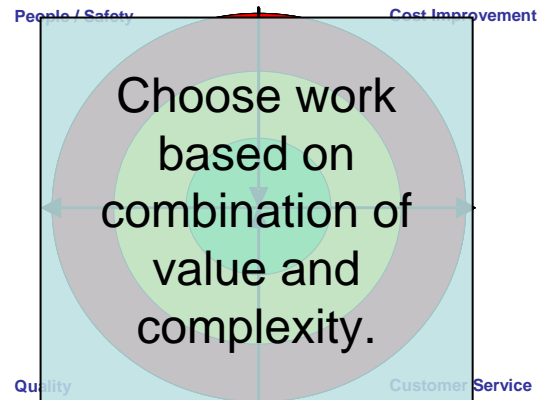 People / Safety
Cost Improvement
Choose work
based on
combination of
value and
complexity.
Quality
Customer Service